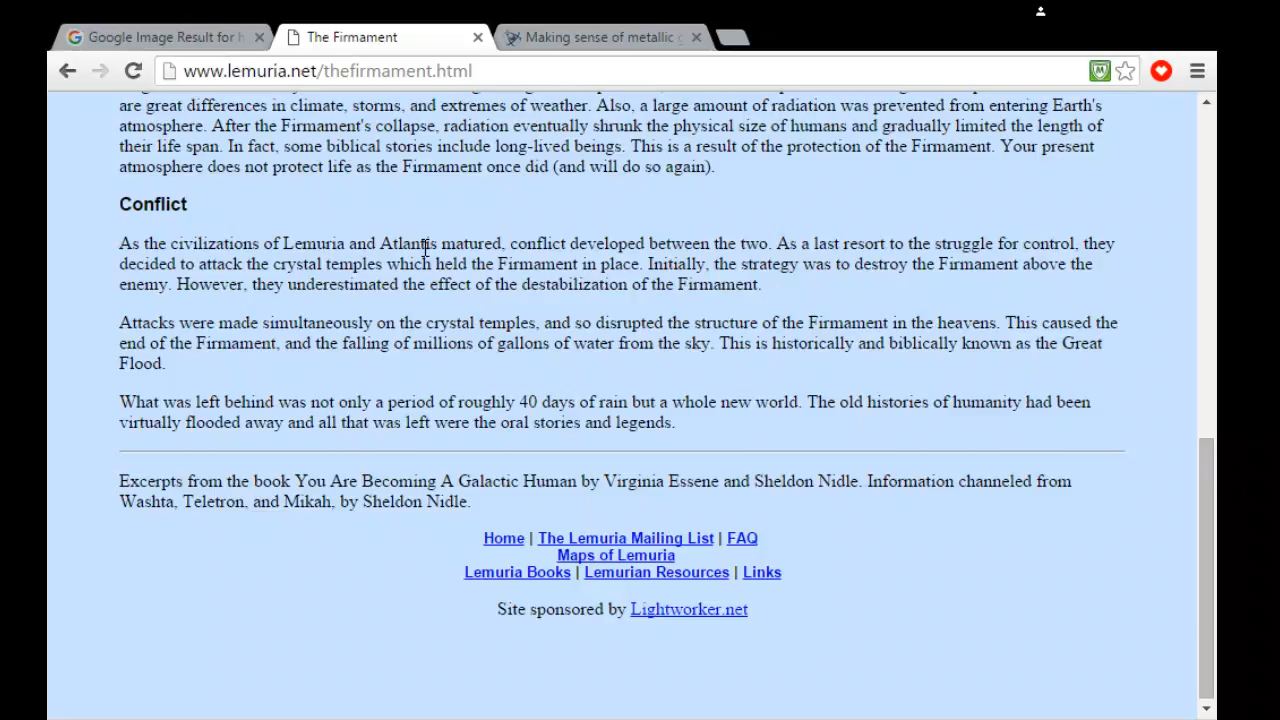 Google Image Result for h
The Firmament
Making sense of metallic g
www.lemuria.net/thefirmament.html
are great differences in climate, storms, and extremes of weather. Also, a large amount of radiation was prevented from entering Earth's
atmosphere. After the Firmament's collapse, radiation eventually shrunk the physical size of humans and gradually limited the length of
their life span. In fact, some biblical stories include long-lived beings. This is a result of the protection of the Firmament. Your present
atmosphere does not protect life as the Firmament once did (and will do so again).
Conflict
As the civilizations of Lemuria and Atlantis matured, conflict developed between the two. As a last resort to the struggle for control, they
decided to attack the crystal temples which held the Firmament in place. Initially, the strategy was to destroy the Firmament above the
enemy. However, they underestimated the effect of the destabilization of the Firmament.
Attacks were made simultaneously on the crystal temples, and so disrupted the structure of the Firmament in the heavens. This caused the
end of the Firmament, and the falling of millions of gallons of water from the sky. This is historically and biblically known as the Great
Flood.
What was left behind was not only a period of roughly 40 days of rain but a whole new world. The old histories of humanity had been
virtually flooded away and all that was left were the oral stories and legends.
Excerpts from the book You Are Becoming A Galactic Human by Virginia Essene and Sheldon Nidle. Information channeled from
Washta, Teletron, and Mikah, by Sheldon Nidle.
Home | The Lemuria Mailing List | FAQ
Maps of Lemuria
Lemuria Books | Lemurian Resources | Links
Site sponsored by Lightworker.net